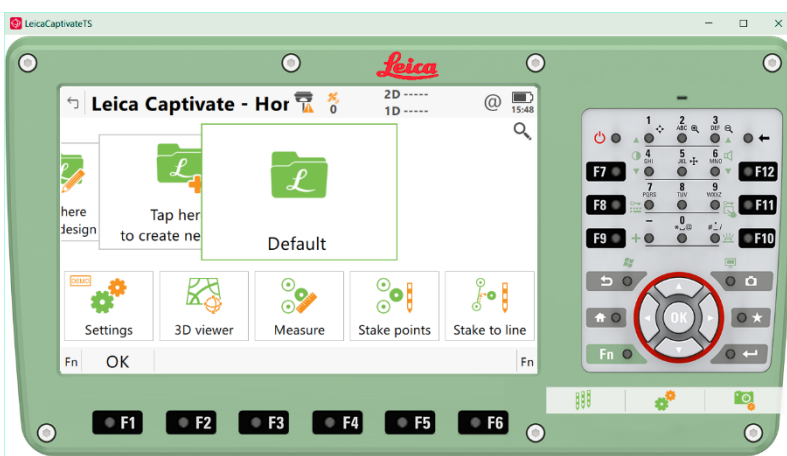 LeicaCaptivateTS
Leica
Leica Captivate - Hor
0
2D -----
1D -----
@
15:48
here
design
Tap her
to create ne
Default
DEMO
Settings
3D viewer
Measure
Stake points
Stake to line
Fn
OK
Fn
F1
F2
F3
F4
F5
F6
1
2
ABC
3
DEF
4
GHI
5
JKL
6
MNO
F7
F12
7
PQRS
8
TUV
9
WXYZ
F8
F11
0
F9
F10
OK
Fn